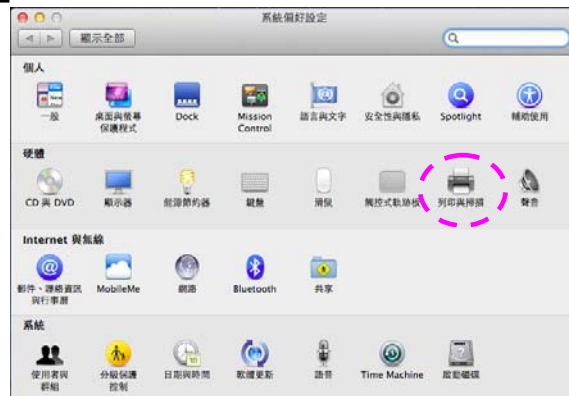 系統偏好設定
顯示全部
個人
一般
桌面與螢幕
保護程式
Dock
Mission
Control
語言與文字
安全性與隱私
Spotlight
輔助使用
硬體
CD 與 DVD
顯示器
能源節約器
鍵盤
滑鼠
觸控式軌跡板
列印與掃描
聲音
Internet 與無線
郵件、聯絡資訊
與行事曆
MobileMe
網路
Bluetooth
共享
系統
使用者與
群組
分級保護
控制
日期與時間
軟體更新
語音
Time Machine
啟動磁碟